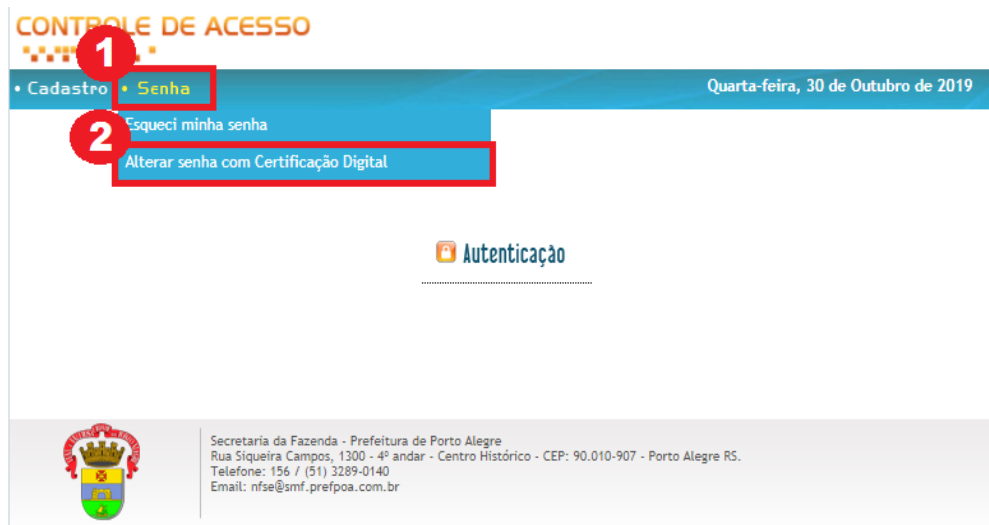 CONTROLE DE ACESSO
1
• Cadastro • Senha
Quarta-feira, 30 de Outubro de 2019
2
Esqueci minha senha
Alterar senha com Certificação Digital
Autenticação
Secretaria da Fazenda - Prefeitura de Porto Alegre
Rua Siqueira Campos, 1300 - 4º andar - Centro Histórico - CEP: 90.010-907 - Porto Alegre RS.
Telefone: 156 / (51) 3289-0140
Email: nfse@smf.prefpoa.com.br